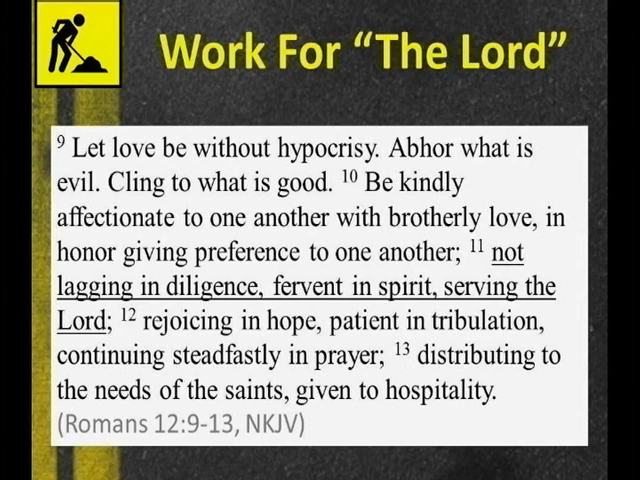 Work For “The Lord”
9 Let love be without hypocrisy. Abhor what is
evil. Cling to what is good. 10 Be kindly
affectionate to one another with brotherly love, in
honor giving preference to one another; 11 not
lagging in diligence, fervent in spirit, serving the
Lord; 12 rejoicing in hope, patient in tribulation,
continuing steadfastly in prayer; 13 distributing to
the needs of the saints, given to hospitality.
(Romans 12:9-13, NKJV)